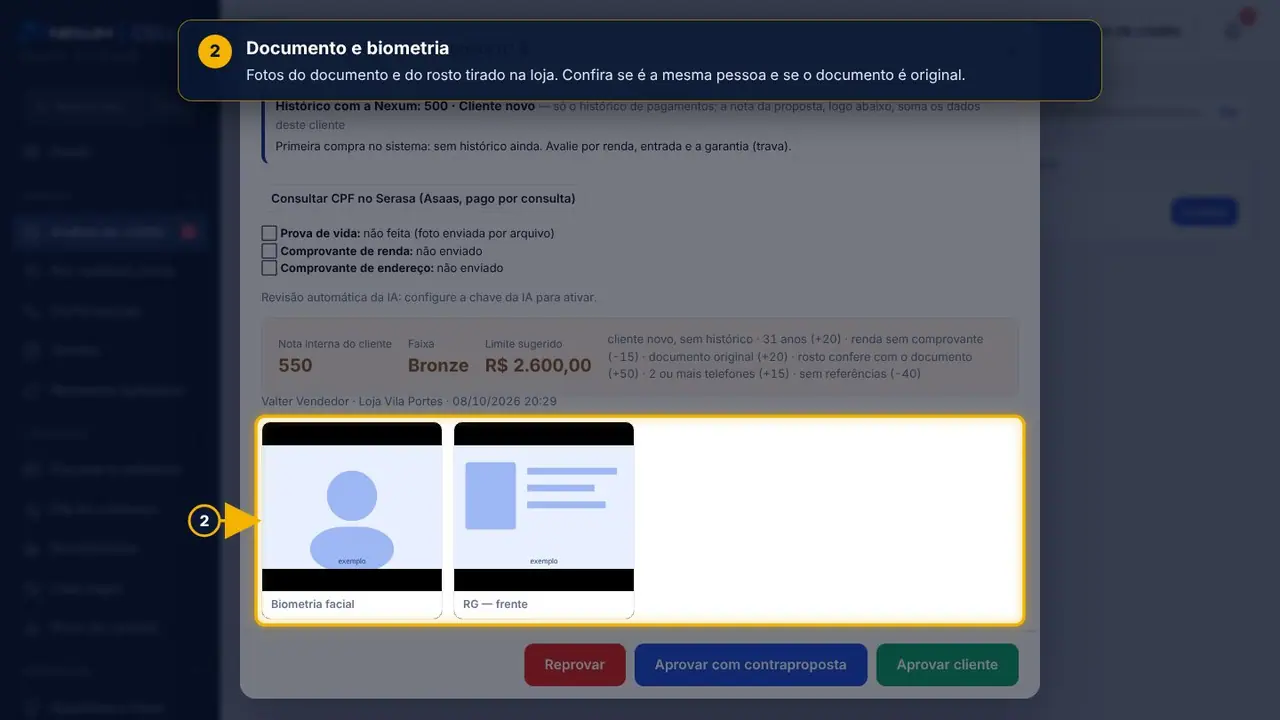 2
Documento e biometria
Fotos do documento e do rosto tirado na loja. Confira se é a mesma pessoa e se o documento é original.
Histórico com a Nexum: 500 · Cliente novo — só o histórico de pagamentos; a nota da proposta, logo abaixo, soma os dados
deste cliente
Primeira compra no sistema: sem histórico ainda. Avalie por renda, entrada e a garantia (trava).
Consultar CPF no Serasa (Asaas, pago por consulta)
Prova de vida: não feita (foto enviada por arquivo)
Comprovante de renda: não enviado
Comprovante de endereço: não enviado
Revisão automática da IA: configure a chave da IA para ativar.
Nota interna do cliente
550
Faixa
Bronze
Limite sugerido
R$ 2.600,00
cliente novo, sem histórico · 31 anos (+20) · renda sem comprovante
(-15) · documento original (+20) · rosto confere com o documento
(+50) · 2 ou mais telefones (+15) · sem referências (-40)
Valter Vendedor · Loja Vila Portes · 08/10/2026 20:29
2
exemplo
Biometria facial
exemplo
RG — frente
Reprovar
Aprovar com contraproposta
Aprovar cliente